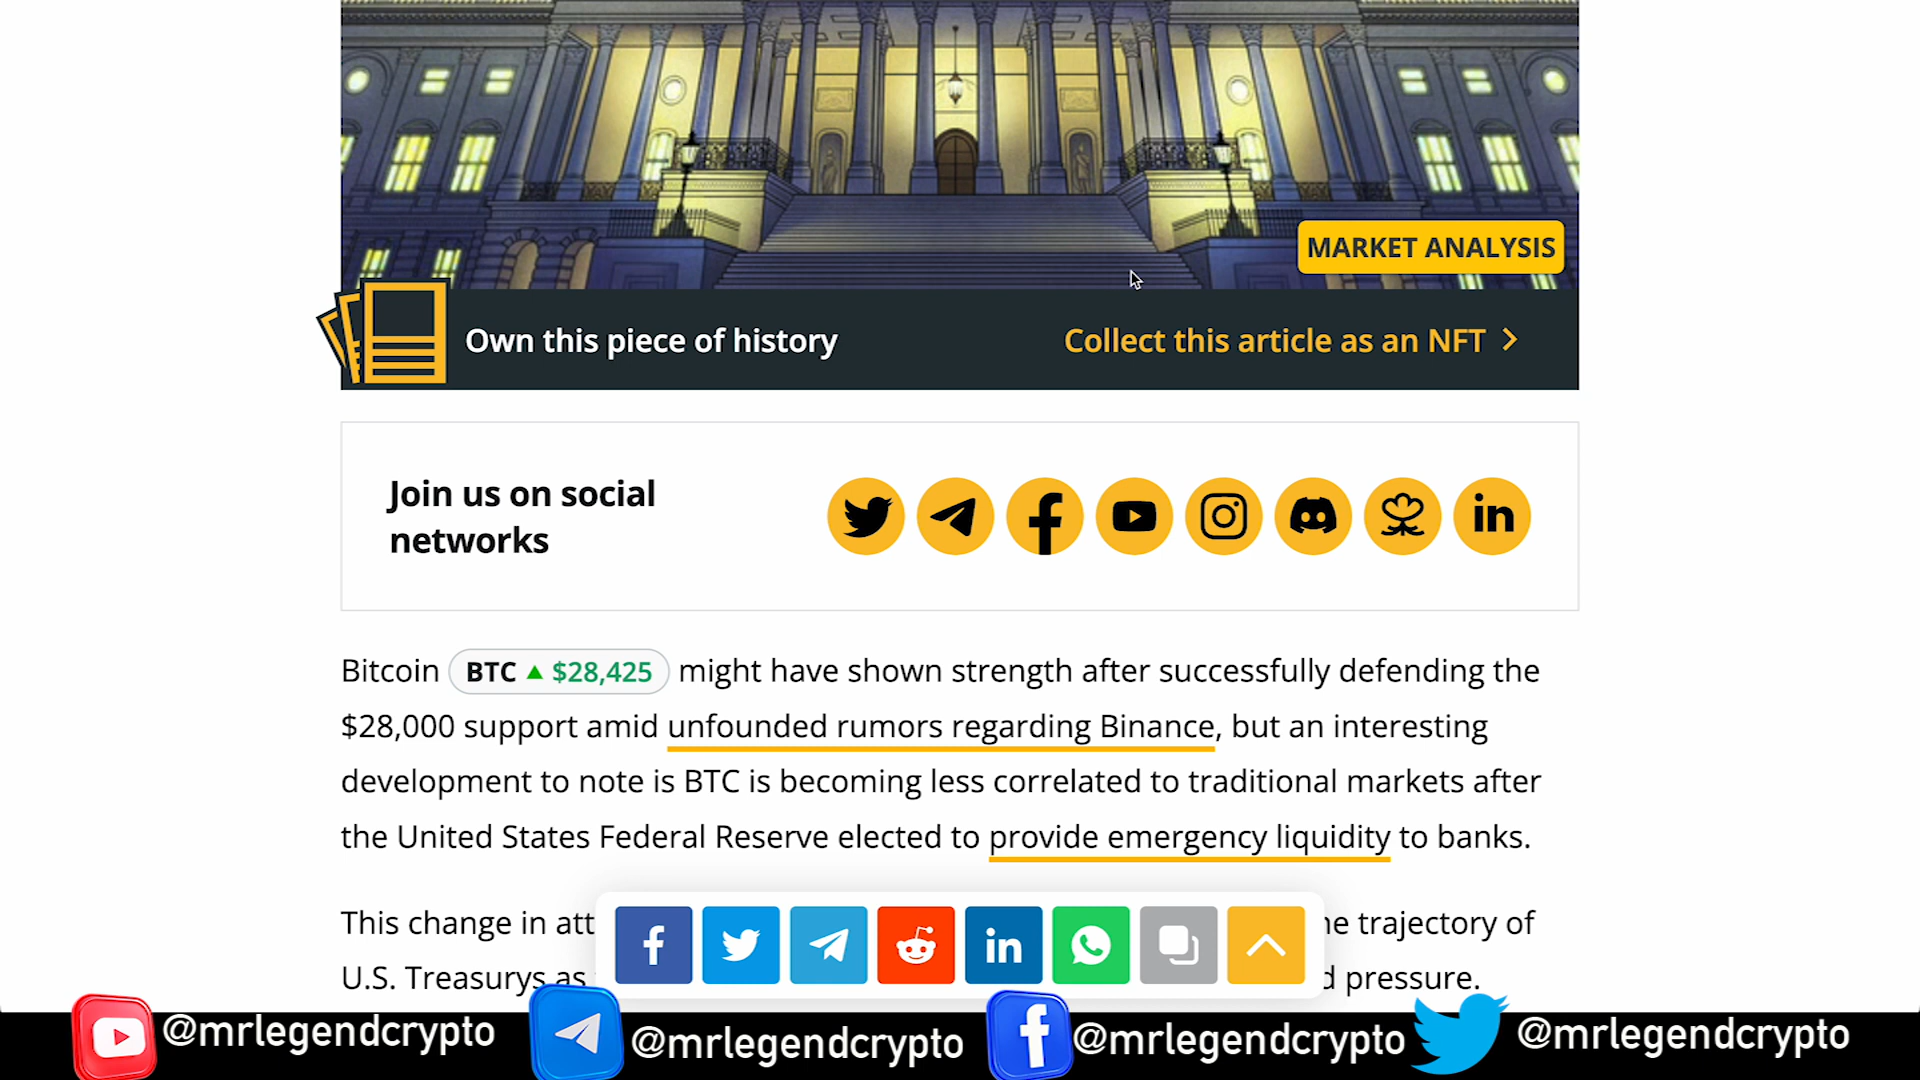 MARKET ANALYSIS
Own this piece of history
Collect this article as an NFT
Join us on social
networks
Bitcoin BTC ▲ $28,425 might have shown strength after successfully defending the
$28,000 support amid unfounded rumors regarding Binance, but an interesting
development to note is BTC is becoming less correlated to traditional markets after
the United States Federal Reserve elected to provide emergency liquidity to banks.
This change in trajectory of
U.S. Treasurys as pressure.
@mrlegendcrypto @mrlegendcrypto @mrlegendcrypto @mrlegendcrypto